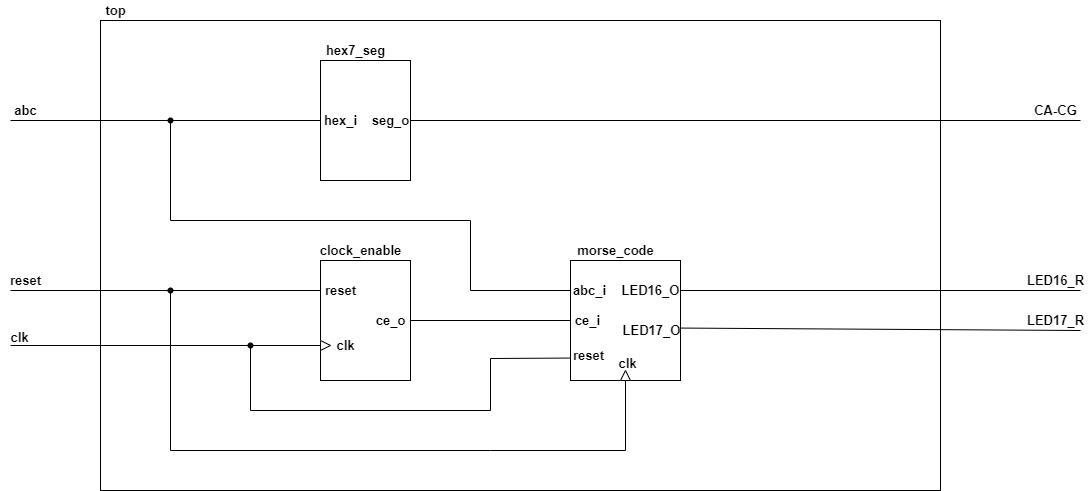 top
hex7_seg
abc
hex_i seg_o
CA-CG
clock_enable
morse_code
reset
reset
abc_i LED16_O
LED16_R
ce_o
ce_i
LED17_O
LED17_R
clk
clk
reset
clk